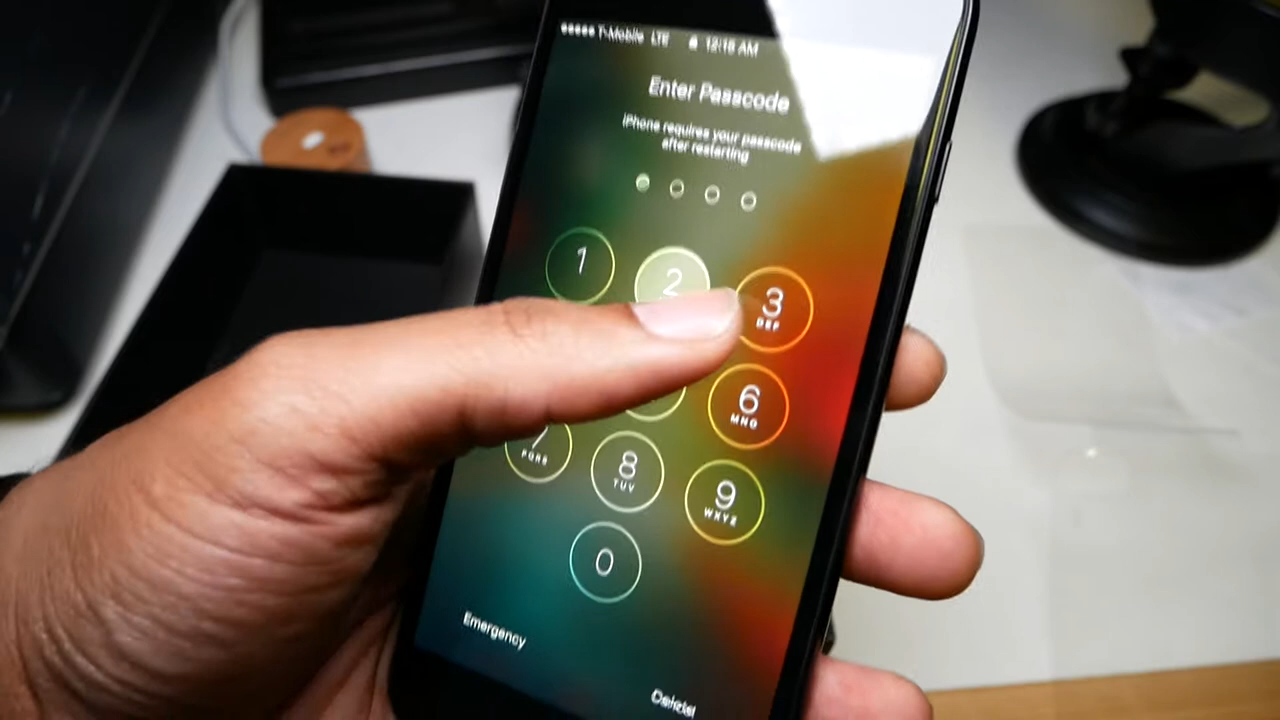 T-Mobile LTE 12:18 AM
Enter Passcode
iPhone requires your passcode
after restarting
1
2
3
DEF
6
MNO
7
PQRS
8
TUV
9
WXYZ
0
Emergency